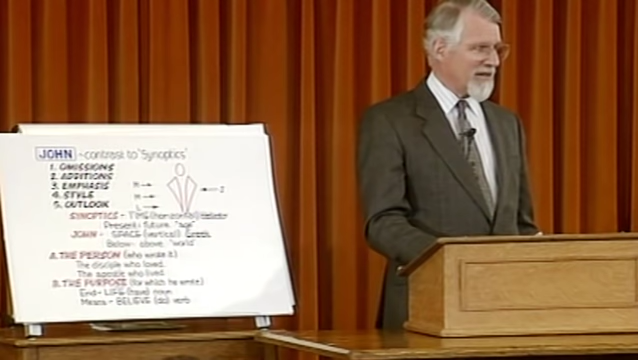 JOHN - contrast to 'Synoptics'
1. OMISSIONS
2. ADDITIONS
3. EMPHASIS
4. STYLE
5. OUTLOOK
M →
M →
L →
← J
SYNOPTICS - TIME (horizontal)
Present : future "age"
JOHN - SPACE (vertical) Greek
Below : above "world"
A. THE PERSON (who wrote it)
The disciple who loved.
The apostle who lived.
B. THE PURPOSE (for which he wrote)
End - LIFE (have) noun
Means - BELIEVE (do) verb